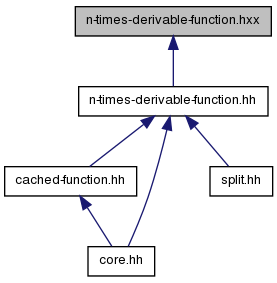 n-times-derivable-function.hxx
n-times-derivable-function.hh
cached-function.hh
split.hh
core.hh